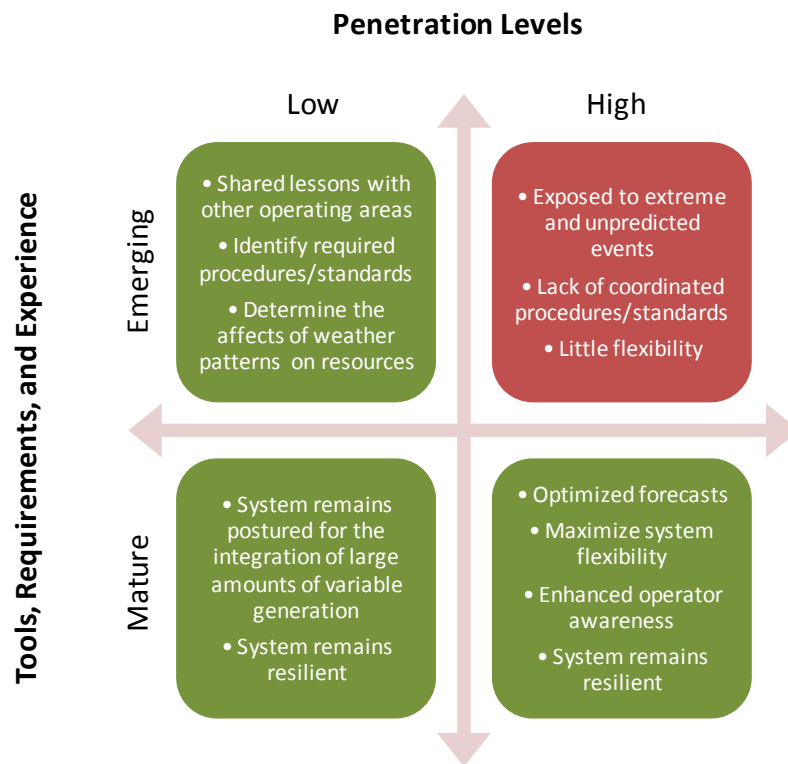 Penetration Levels
Low
High
Tools, Requirements, and Experience
Emerging
• Shared lessons with
other operating areas
• Identify required
procedures/standards
• Determine the
affects of weather
patterns on resources
• Exposed to extreme
and unpredicted
events
• Lack of coordinated
procedures/standards
• Little flexibility
Mature
• System remains
postured for the
integration of large
amounts of variable
generation
• System remains
resilient
• Optimized forecasts
• Maximize system
flexibility
• Enhanced operator
awareness
• System remains
resilient